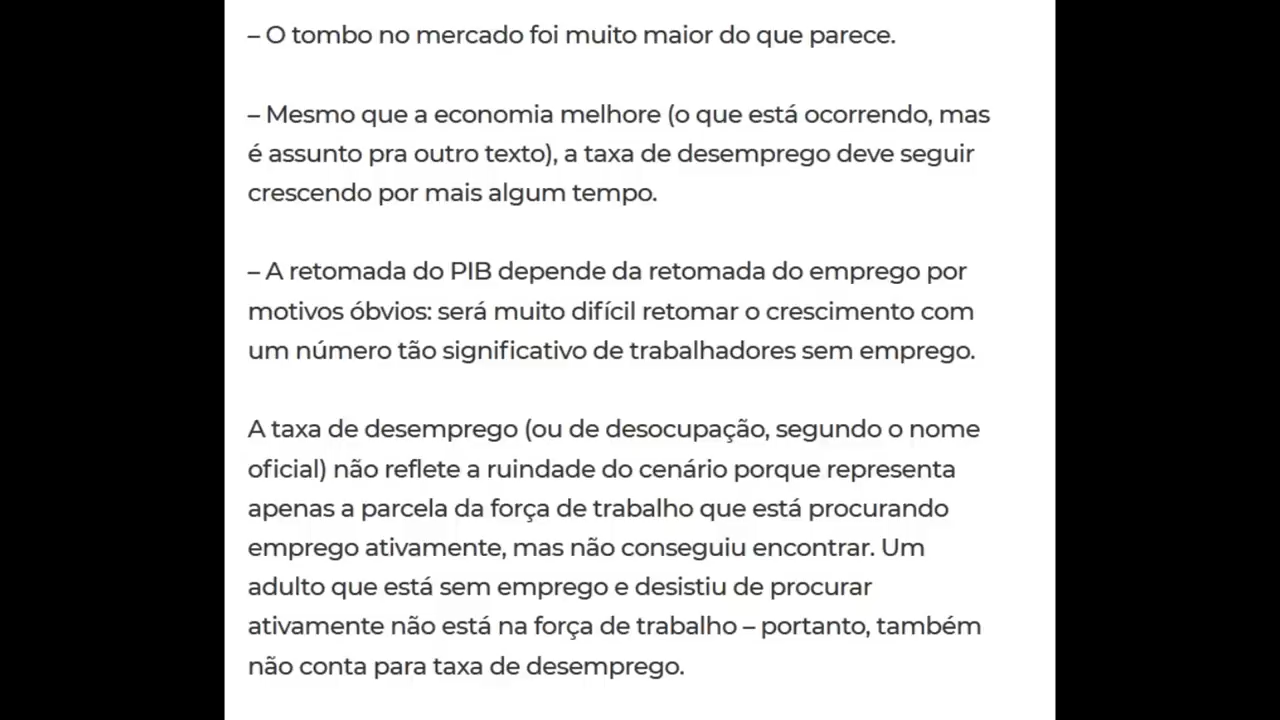 – O tombo no mercado foi muito maior do que parece.
– Mesmo que a economia melhore (o que está ocorrendo, mas
é assunto pra outro texto), a taxa de desemprego deve seguir
crescendo por mais algum tempo.
– A retomada do PIB depende da retomada do emprego por
motivos óbvios: será muito difícil retomar o crescimento com
um número tão significativo de trabalhadores sem emprego.
A taxa de desemprego (ou de desocupação, segundo o nome
oficial) não reflete a ruindade do cenário porque representa
apenas a parcela da força de trabalho que está procurando
emprego ativamente, mas não conseguiu encontrar. Um
adulto que está sem emprego e desistiu de procurar
ativamente não está na força de trabalho – portanto, também
não conta para taxa de desemprego.